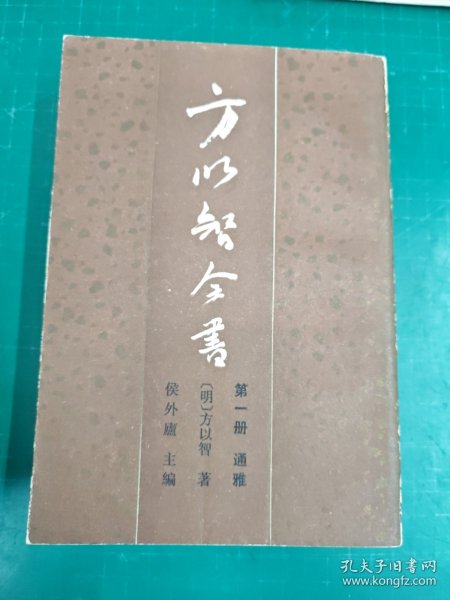 方以智全書
第一册 通雅
〔明〕方以智 著
侯外廬 主編
孔夫子旧书网
www.kongfz.com